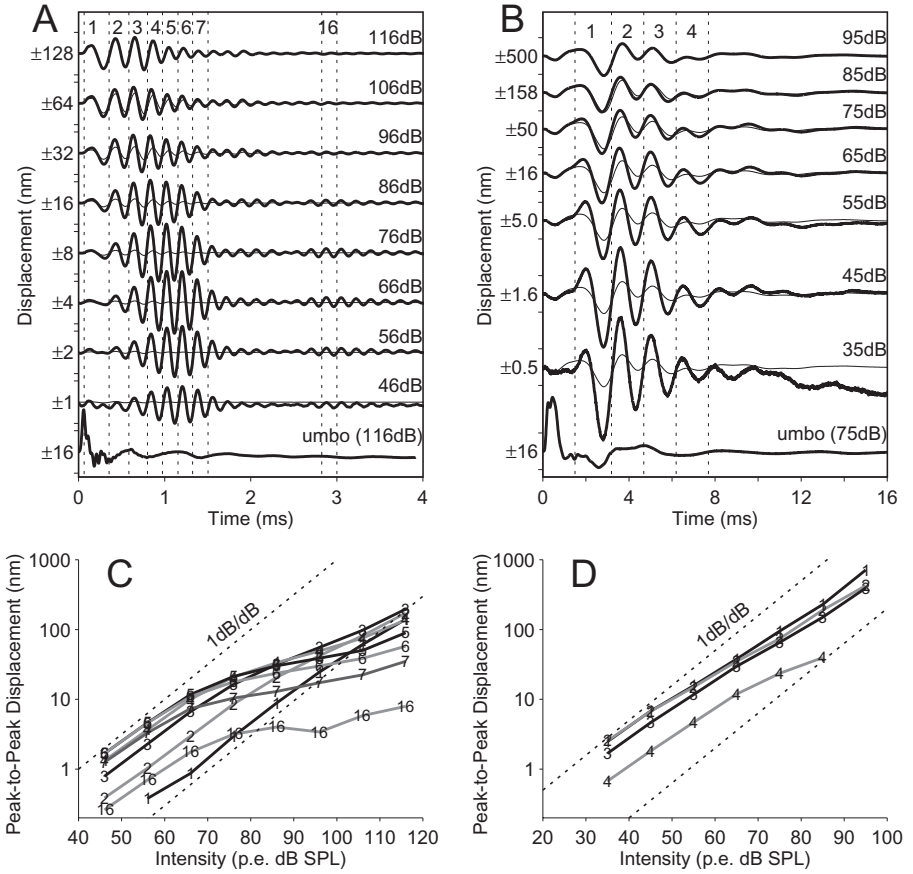 A
1 2 3 4 5 6 7 16
116dB
±128
106dB
±64
96dB
±32
86dB
±16
76dB
±8
66dB
±4
56dB
±2
46dB
±1
umbo (116dB)
±16
Displacement (nm)
0 1 2 3 4
Time (ms)
B
1 2 3 4
95dB
±500
85dB
±158
75dB
±50
65dB
±16
55dB
±5.0
45dB
±1.6
35dB
±0.5
umbo (75dB)
±16
Displacement (nm)
0 4 8 12 16
Time (ms)
C
Peak-to-Peak Displacement (nm)
1000
100
10
1
1dB/dB
40 50 60 70 80 90 100 110 120
Intensity (p.e. dB SPL)
D
Peak-to-Peak Displacement (nm)
1000
100
10
1
1dB/dB
20 30 40 50 60 70 80 90 100
Intensity (p.e. dB SPL)